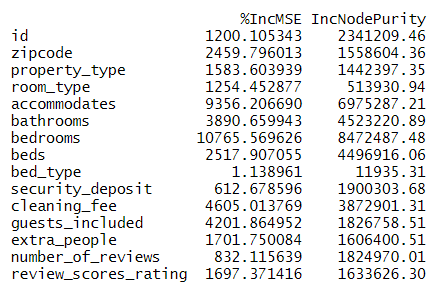 %IncMSE IncNodePurity
id 1200.105343 2341209.46
zipcode 2459.796013 1558604.36
property_type 1583.603939 1442397.35
room_type 1254.452877 513930.94
accommodates 9356.206690 6975287.21
bathrooms 3890.659943 4523220.89
bedrooms 10765.569626 8472487.48
beds 2517.907055 4496916.06
bed_type 1.138961 11935.31
security_deposit 612.678596 1900303.68
cleaning_fee 4605.013769 3872901.31
guests_included 4201.864952 1826758.51
extra_people 1701.750084 1606400.51
number_of_reviews 832.115639 1824970.01
review_scores_rating 1697.371416 1633626.30